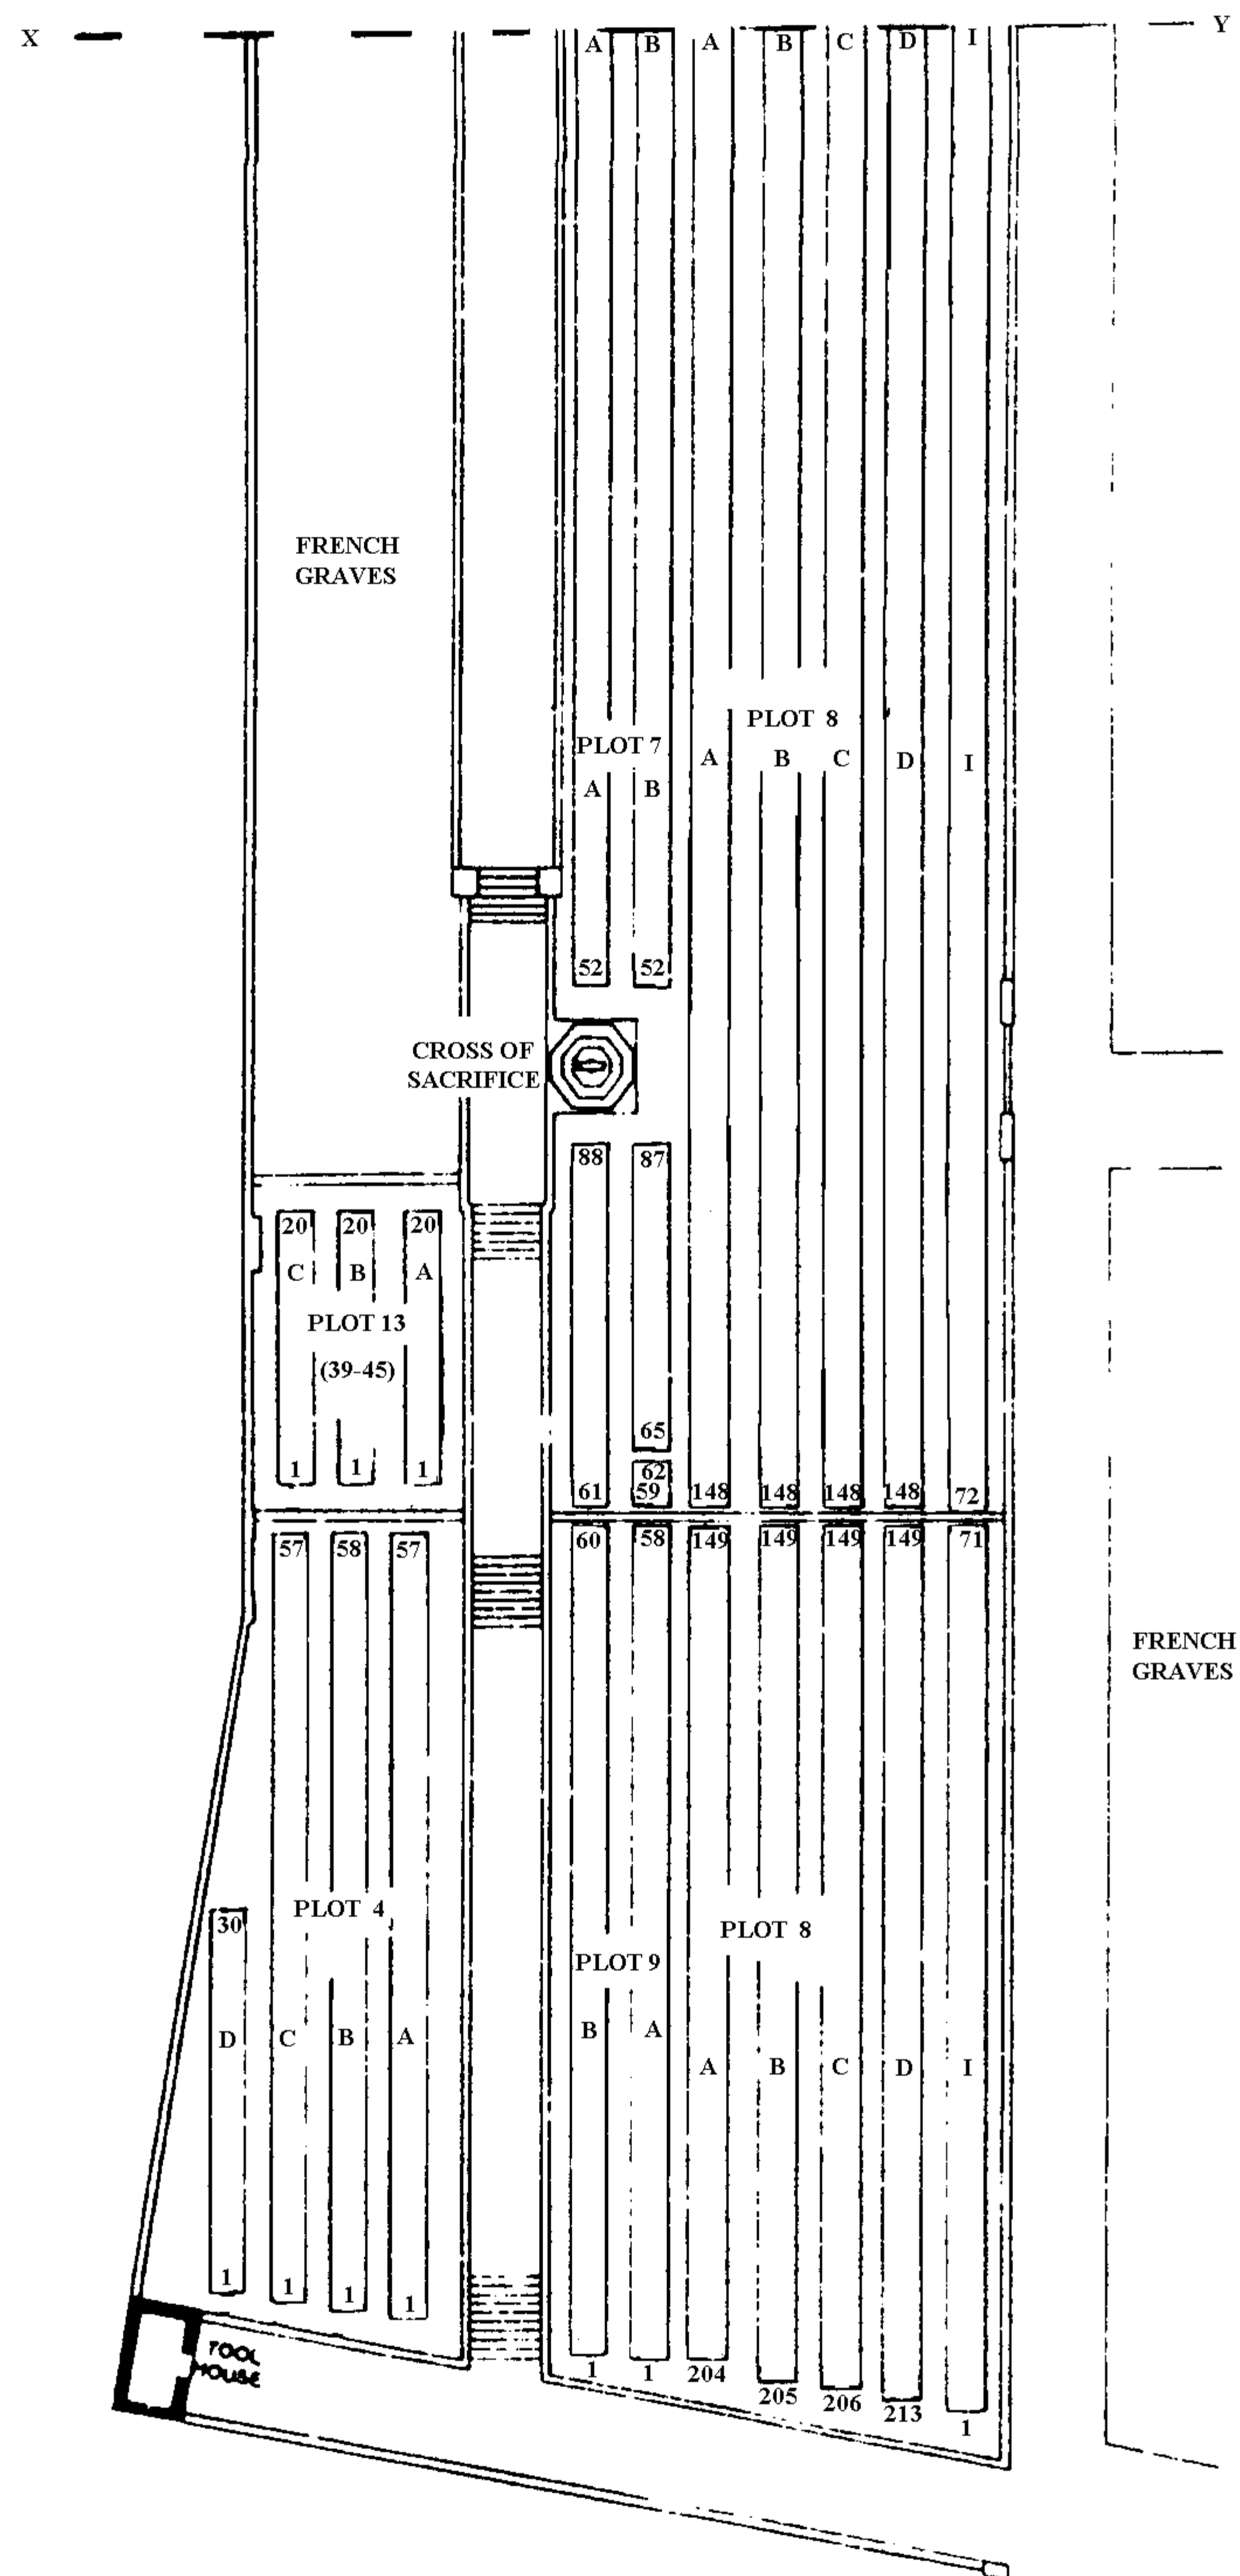 X Y
A B A B C D I
FRENCH
GRAVES
PLOT 8
PLOT 7
A B C D I
A B
52 52
CROSS OF
SACRIFICE
88 87
20 20 20
C B A
PLOT 13
(39-45)
65
62
1 1 1
61 59 148 148 148 148 72
60 58 149 149 149 149 71
57 58 57
FRENCH
GRAVES
PLOT 4
30
PLOT 8
PLOT 9
B A
D C B A
A B C D I
1 1 1 1
TOOL
HOUSE
1 1 204
205 206 213
1